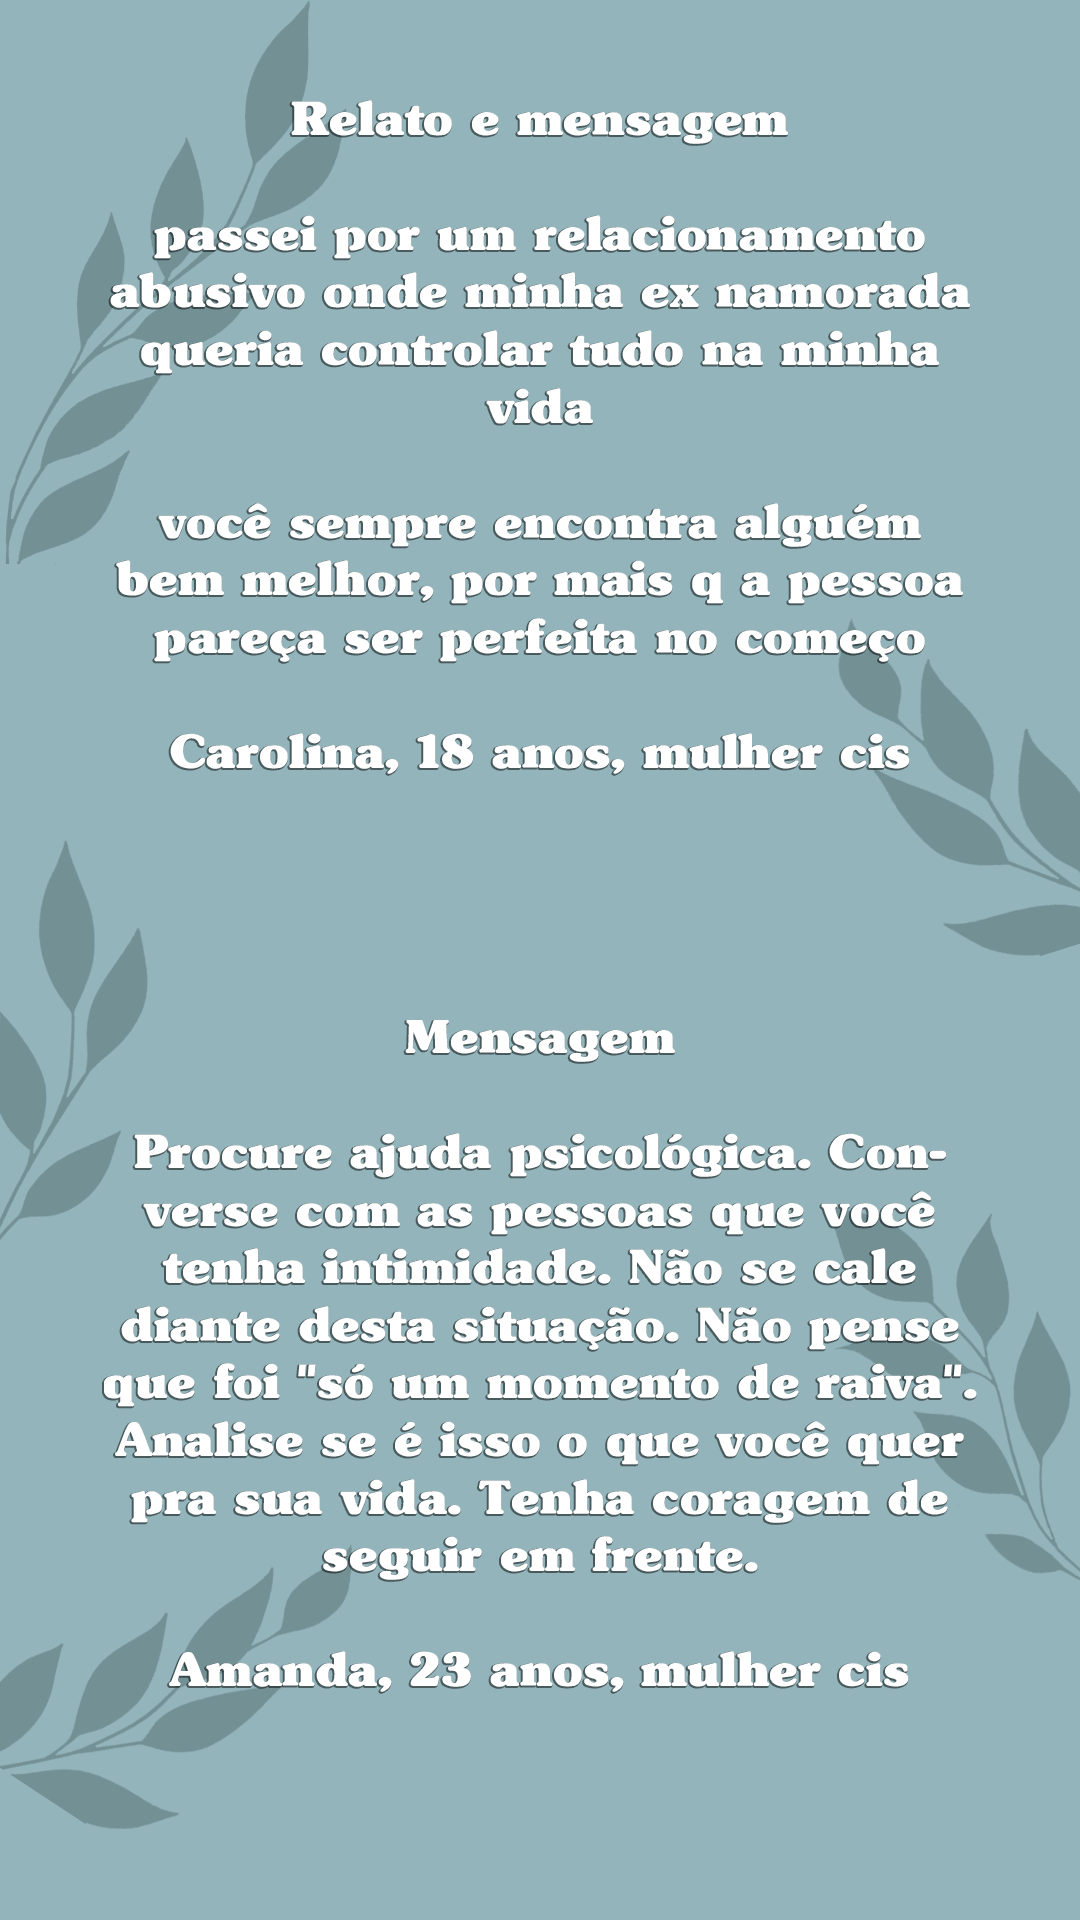 Relato e mensagem
passei por um relacionamento
abusivo onde minha ex namorada
queria controlar tudo na minha
vida
você sempre encontra alguém
bem melhor, por mais q a pessoa
pareça ser perfeita no começo
Carolina, 18 anos, mulher cis
Mensagem
Procure ajuda psicológica. Con-
verse com as pessoas que você
tenha intimidade. Não se cale
diante desta situação. Não pense
que foi "só um momento de raiva".
Analise se é isso o que você quer
pra sua vida. Tenha coragem de
seguir em frente.
Amanda, 23 anos, mulher cis